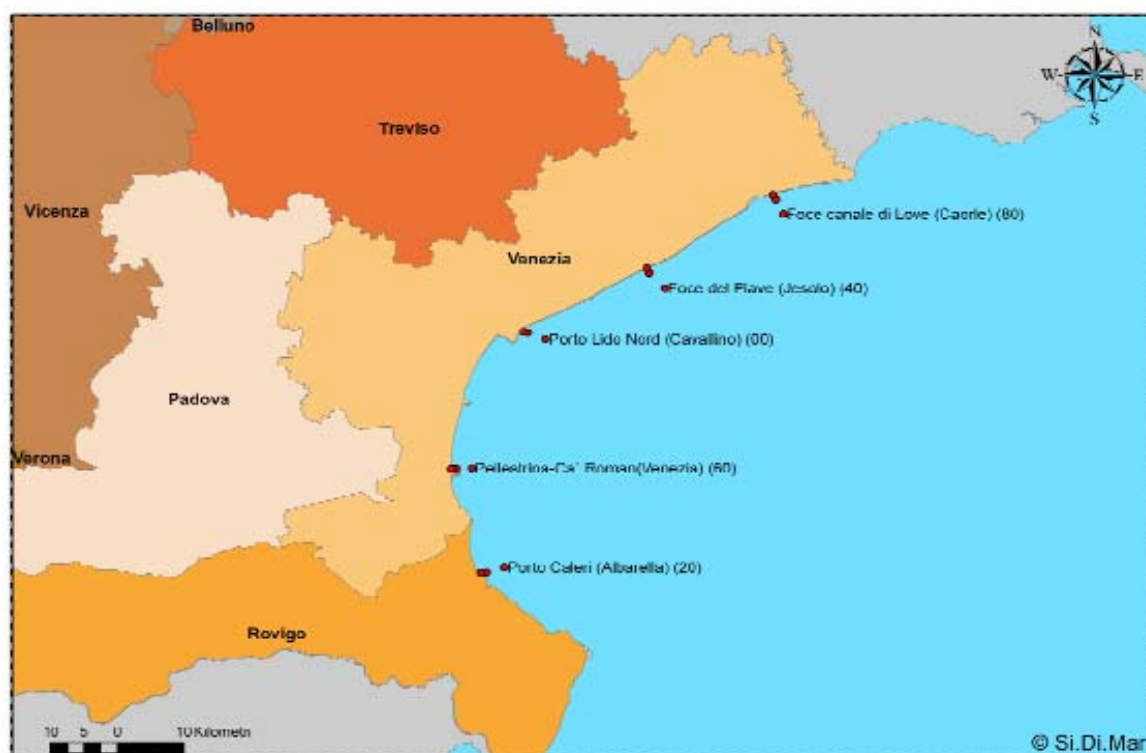 Belluno
N
W E
S
Treviso
Vicenza
Foce canale di Love (Caorle) (80)
Venezia
Foce del Piave (Jesolo) (40)
Porto Lido Nord (Cavallino) (00)
Padova
Verona
Pellestrina-Ca` Roman(Venezia) (60)
Porto Caleri (Albarella) (20)
Rovigo
10 5 0 10 Kilometri
© Si.Di.Mar